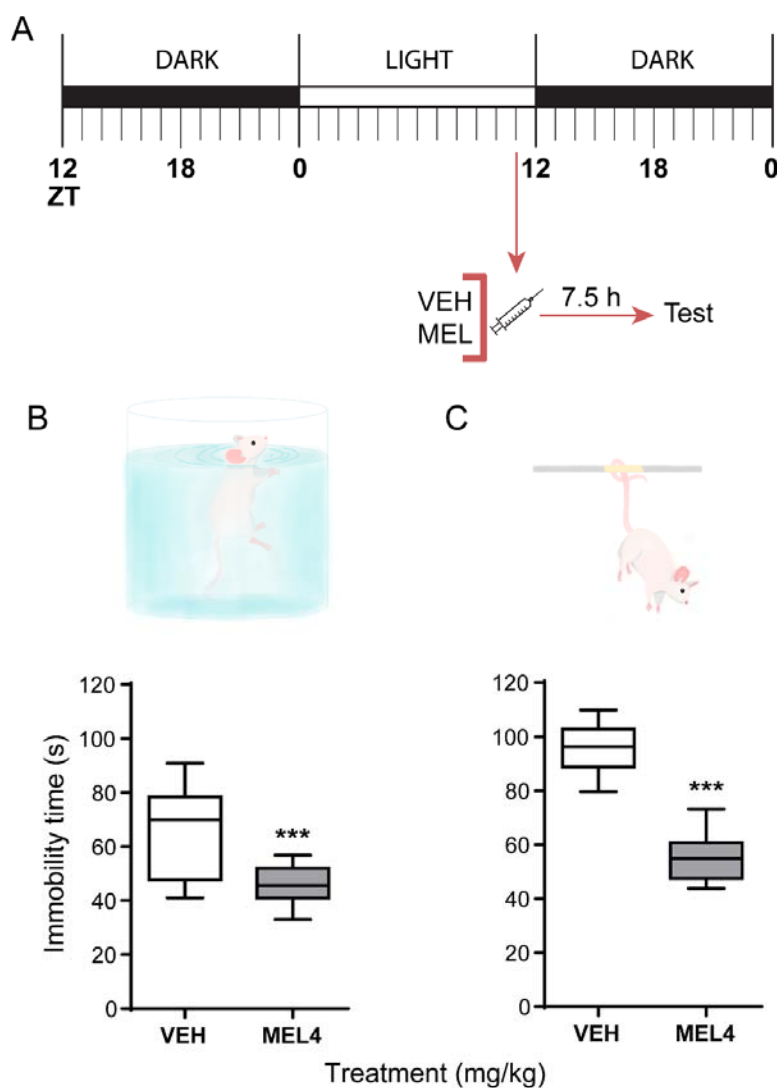 A
DARK LIGHT DARK
12 18 0 12 18 0
ZT
VEH
MEL
7.5 h
Test
B
C
Immobility time (s)
120
100
80
60
40
20
0
***
VEH MEL4
120
100
80
60
40
20
0
***
VEH MEL4
Treatment (mg/kg)